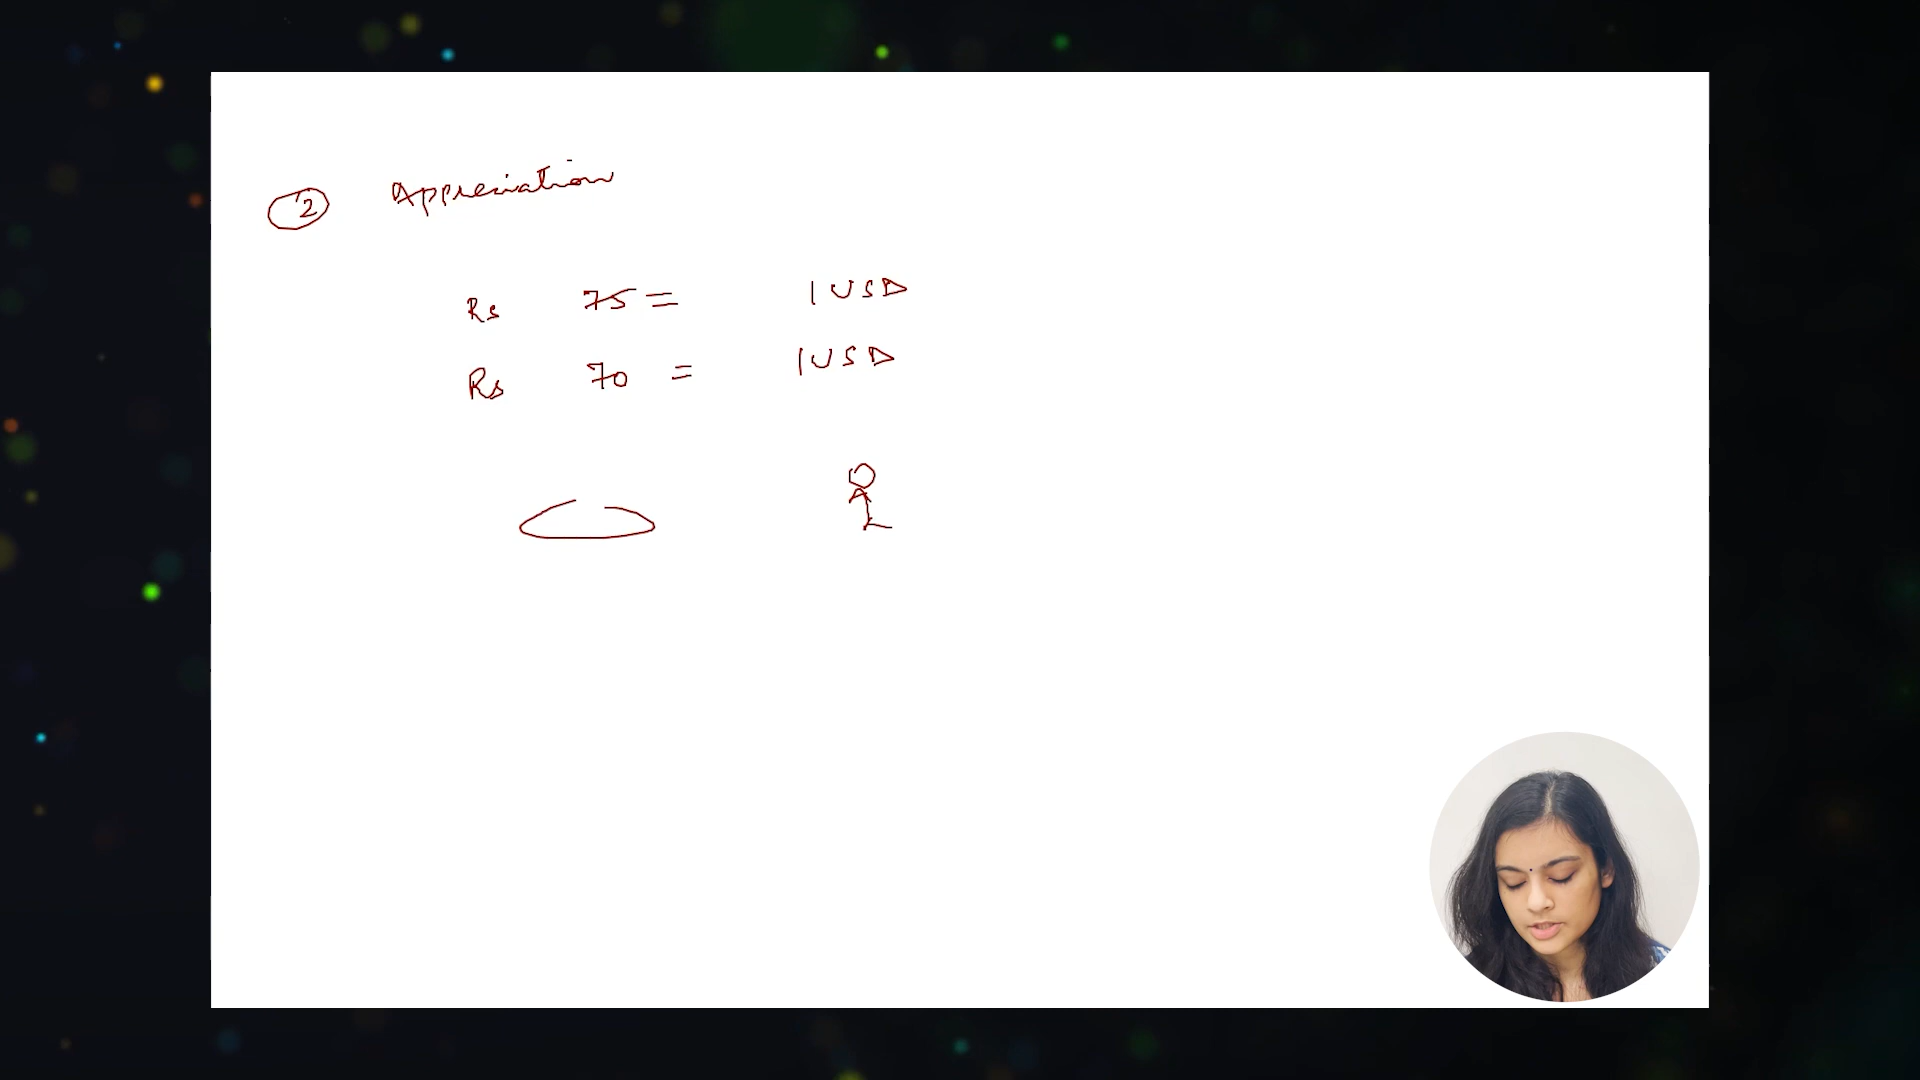 2 Appreciation
Rs 75 = 1 USD
Rs 70 = 1 USD